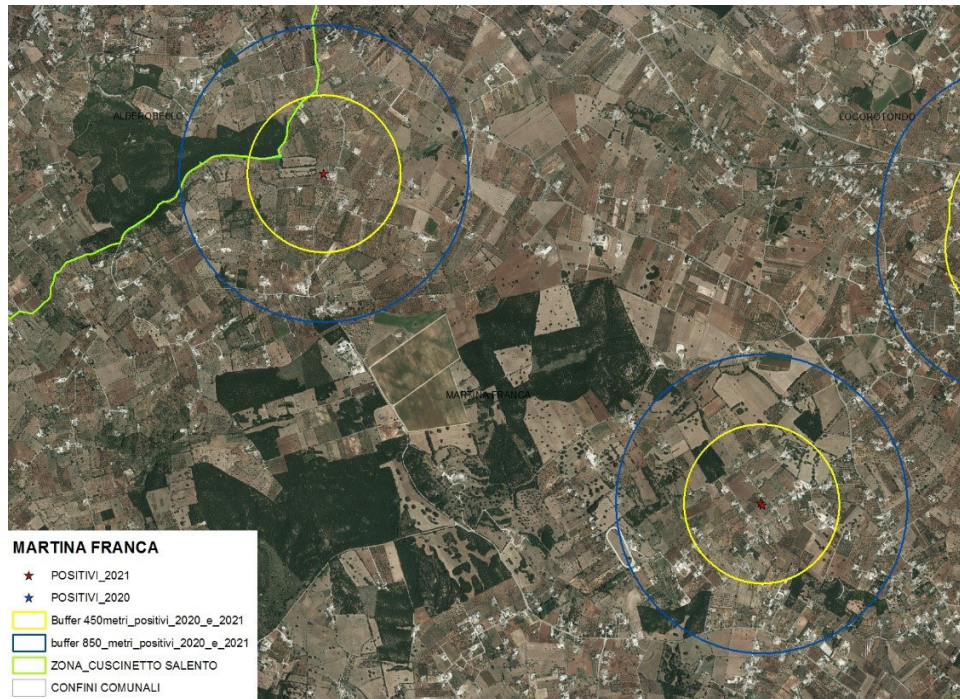 ALBEROBELLO
LOCOROTONDO
MARTINA FRANCA
MARTINA FRANCA
POSITIVI_2021
POSITIVI_2020
Buffer 450metri_positivi_2020_e_2021
buffer 850_metri_positivi_2020_e_2021
ZONA_CUSCINETTO SALENTO
CONFINI COMUNALI